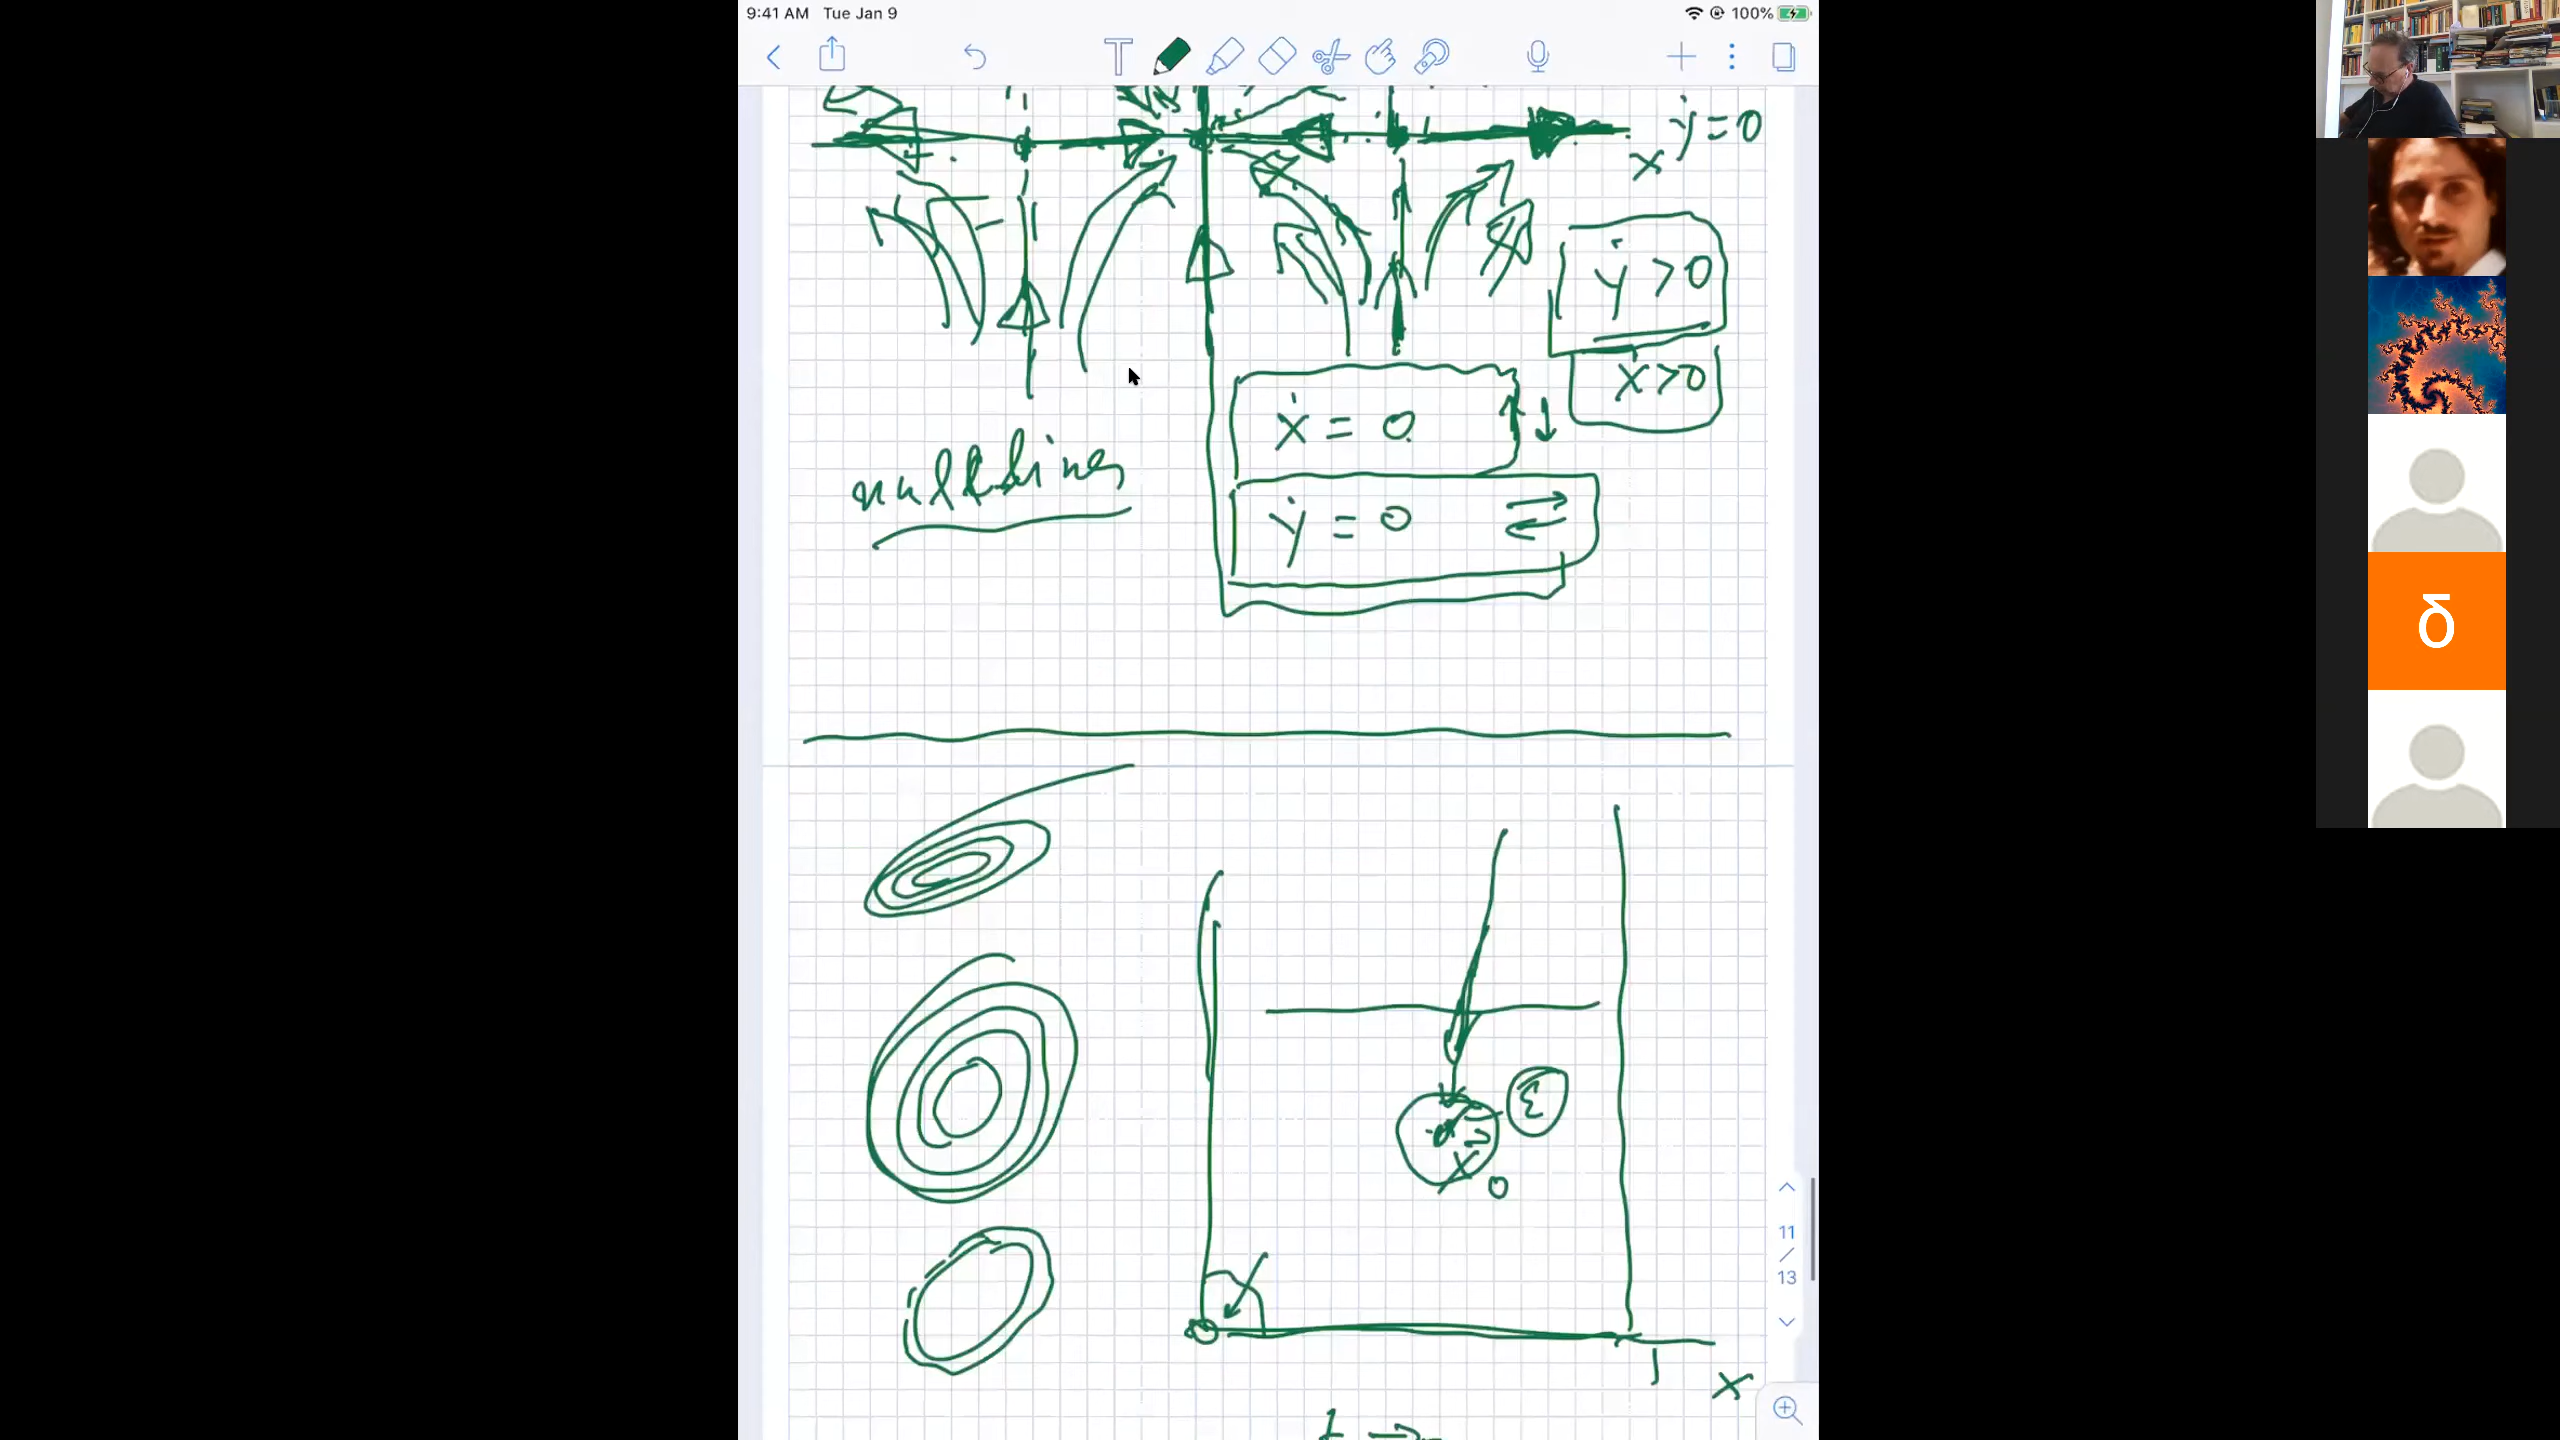 9:41 AM Tue Jan 9
100%
T
ẏ = 0
x
ẏ > 0
ẋ > 0
ẋ = 0
nullclines
ẏ = 0
δ
ε
x 0
11
/
13
1
x
t →